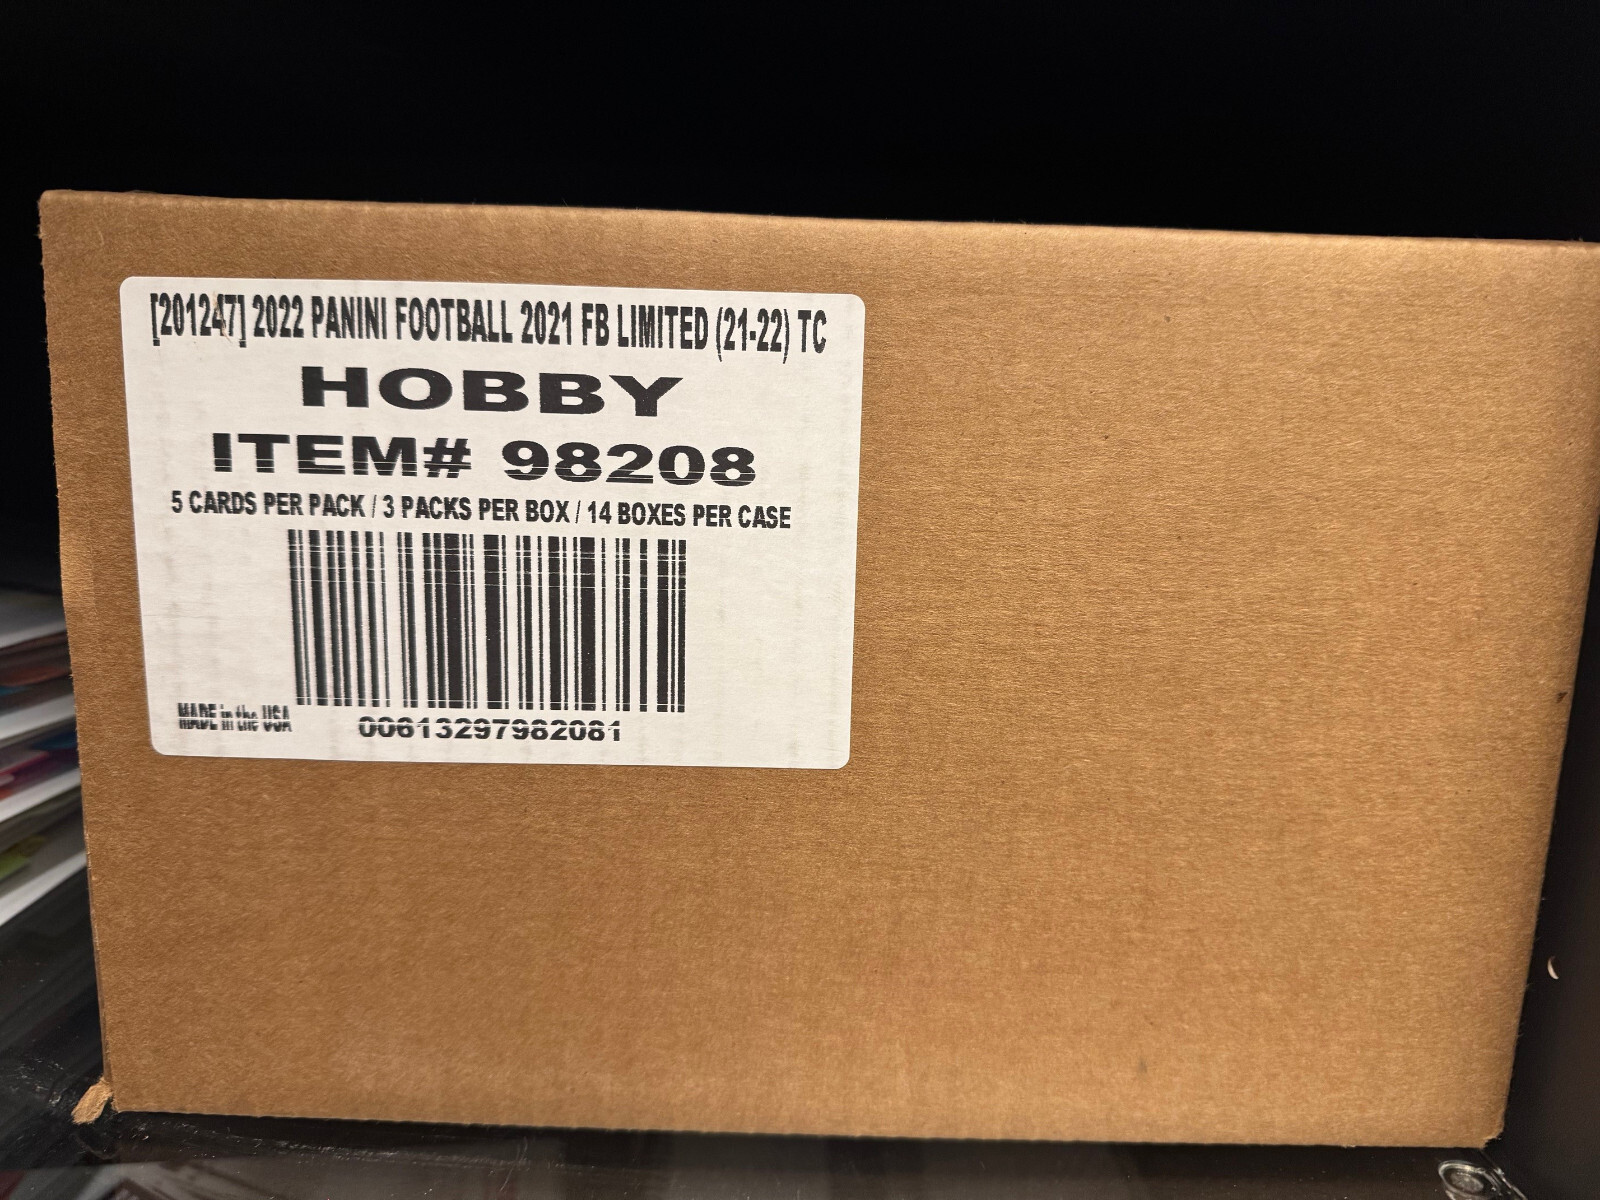 [201247] 2022 PANINI FOOTBALL 2021 FB LIMITED (21-22) TC
HOBBY
ITEM# 98208
5 CARDS PER PACK / 3 PACKS PER BOX / 14 BOXES PER CASE
MADE in the USA
00613297982081